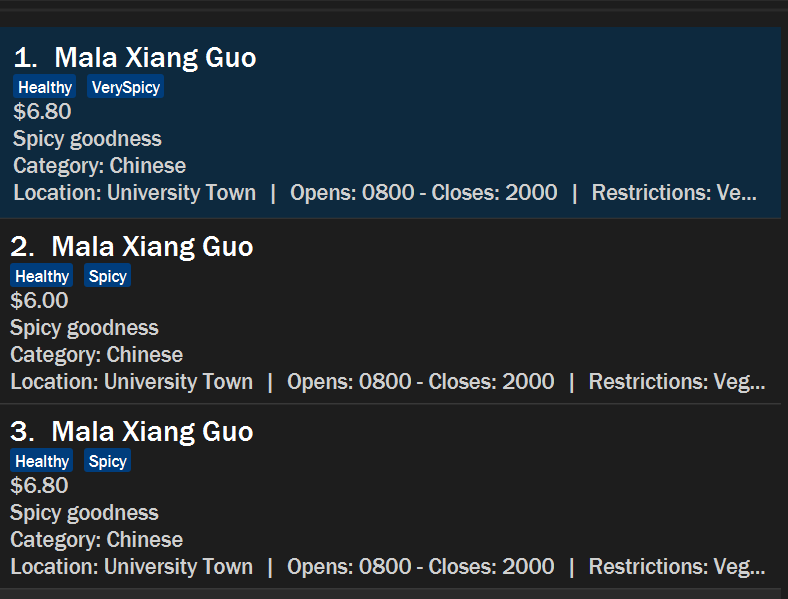 1. Mala Xiang Guo
Healthy VerySpicy
$6.80
Spicy goodness
Category: Chinese
Location: University Town | Opens: 0800 - Closes: 2000 | Restrictions: Ve...
2. Mala Xiang Guo
Healthy Spicy
$6.00
Spicy goodness
Category: Chinese
Location: University Town | Opens: 0800 - Closes: 2000 | Restrictions: Veg...
3. Mala Xiang Guo
Healthy Spicy
$6.80
Spicy goodness
Category: Chinese
Location: University Town | Opens: 0800 - Closes: 2000 | Restrictions: Veg...